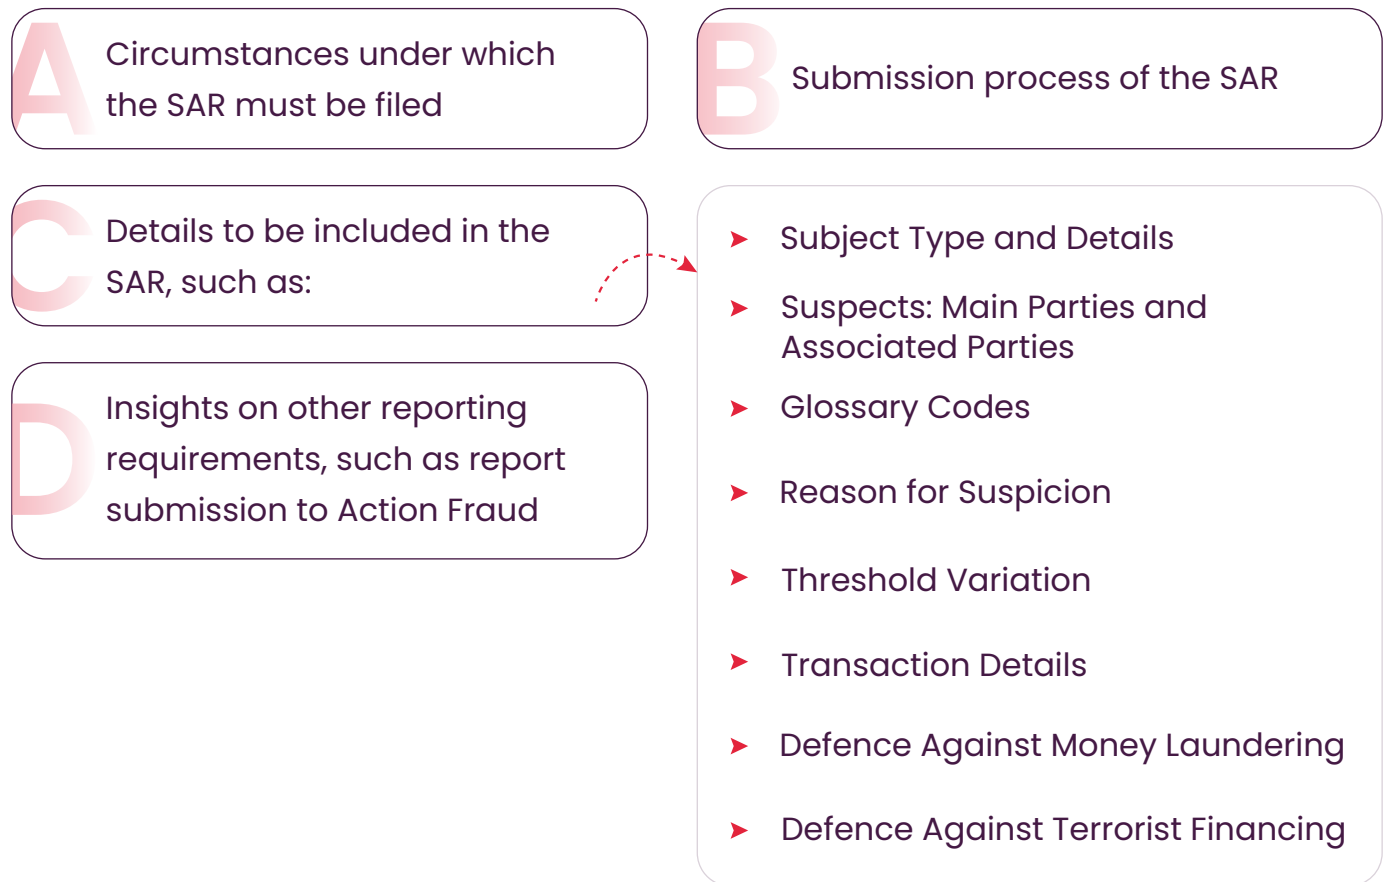 A
Circumstances under which
the SAR must be filed
B
Submission process of the SAR
C
Details to be included in the
SAR, such as:
Subject Type and Details
Suspects: Main Parties and
Associated Parties
Glossary Codes
Reason for Suspicion
Threshold Variation
Transaction Details
Defence Against Money Laundering
Defence Against Terrorist Financing
D
Insights on other reporting
requirements, such as report
submission to Action Fraud